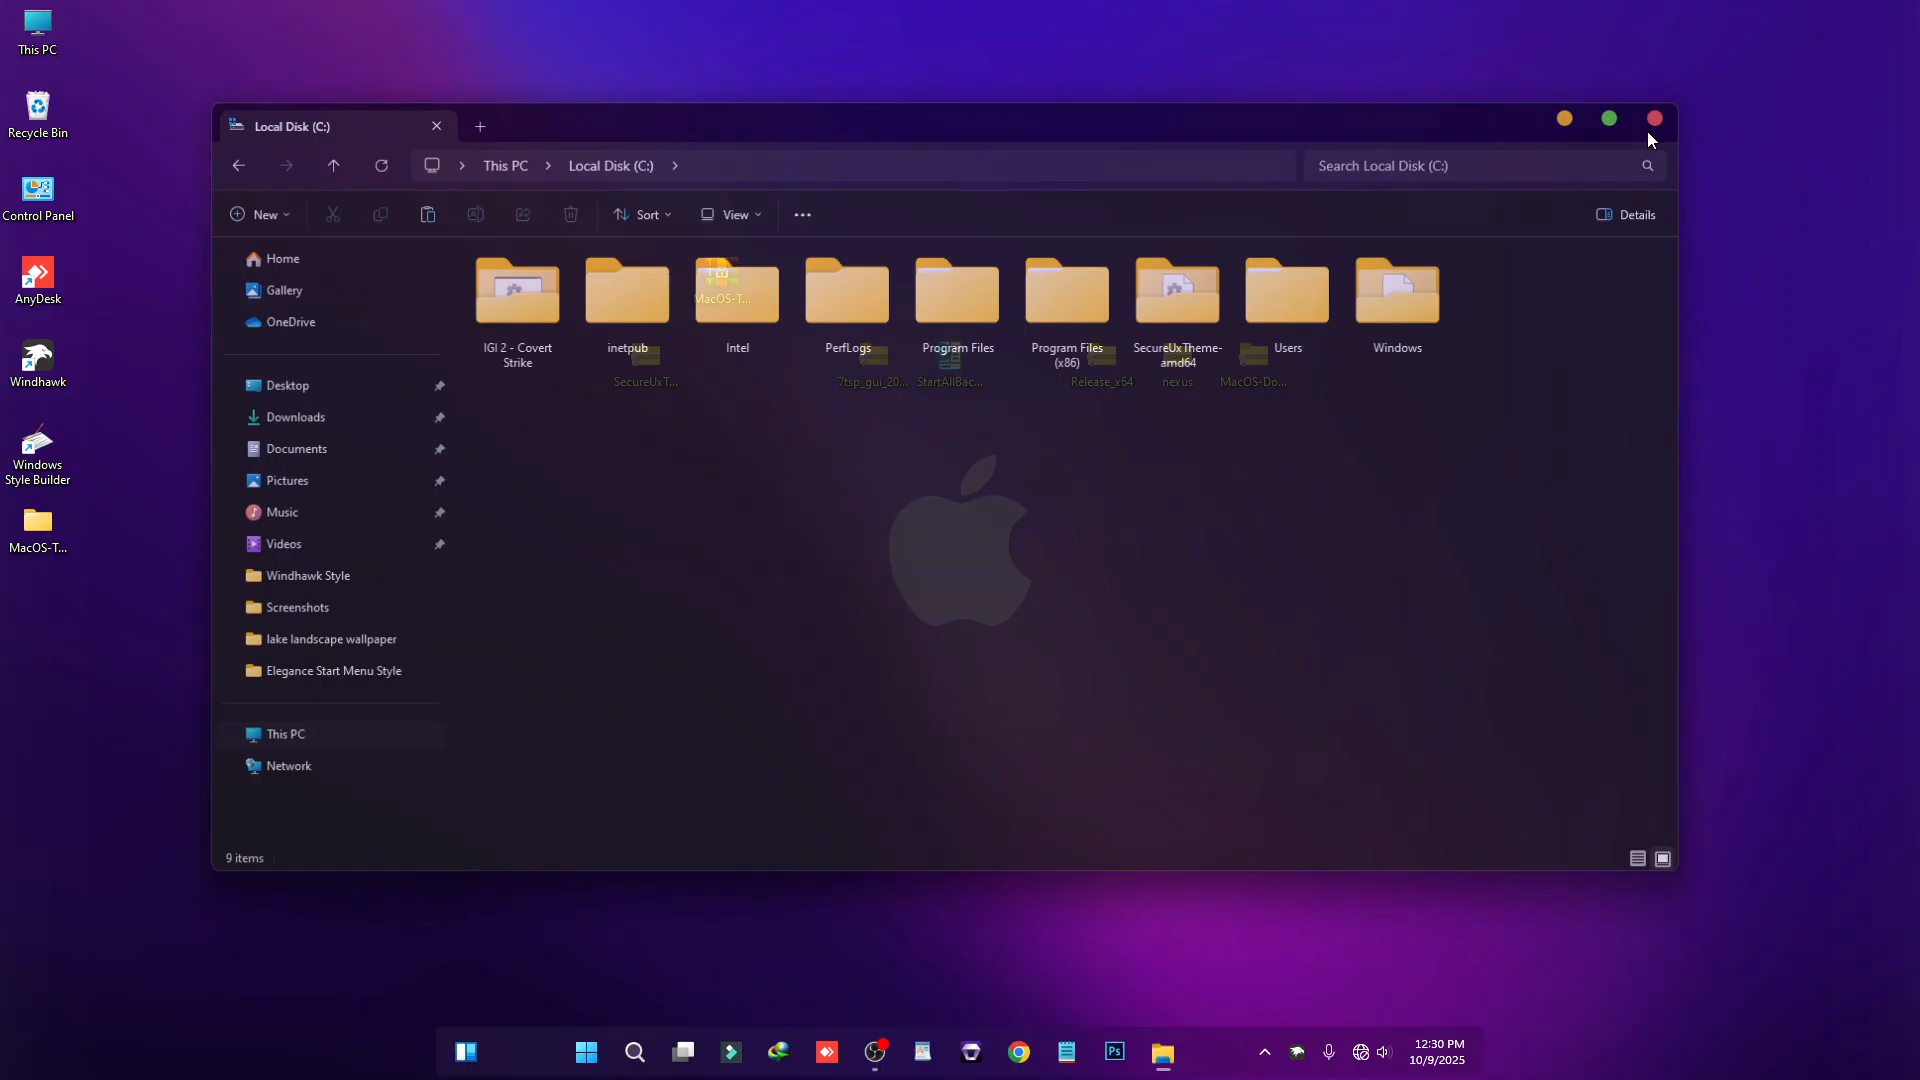 This PC
Recycle Bin
Control Panel
AnyDesk
Windhawk
Windows
Style Builder
MacOS-T...
Local Disk (C:)
This PC
Local Disk (C:)
Search Local Disk (C:)
New
Sort
View
Details
Home
Gallery
OneDrive
Desktop
Downloads
Documents
Pictures
Music
Videos
Windhawk Style
Screenshots
lake landscape wallpaper
Elegance Start Menu Style
This PC
Network
MacOS-T...
IGI 2 - Covert
Strike
inetpub
Intel
PerfLogs
Program Files
Program Files
(x86)
SecureUxTheme-
amd64
Users
Windows
SecureUxT...
7tsp_gui_20...
StartAllBac...
Release_x64
nexus
MacOS-Do...
9 items
Ps
12:30 PM
10/9/2025